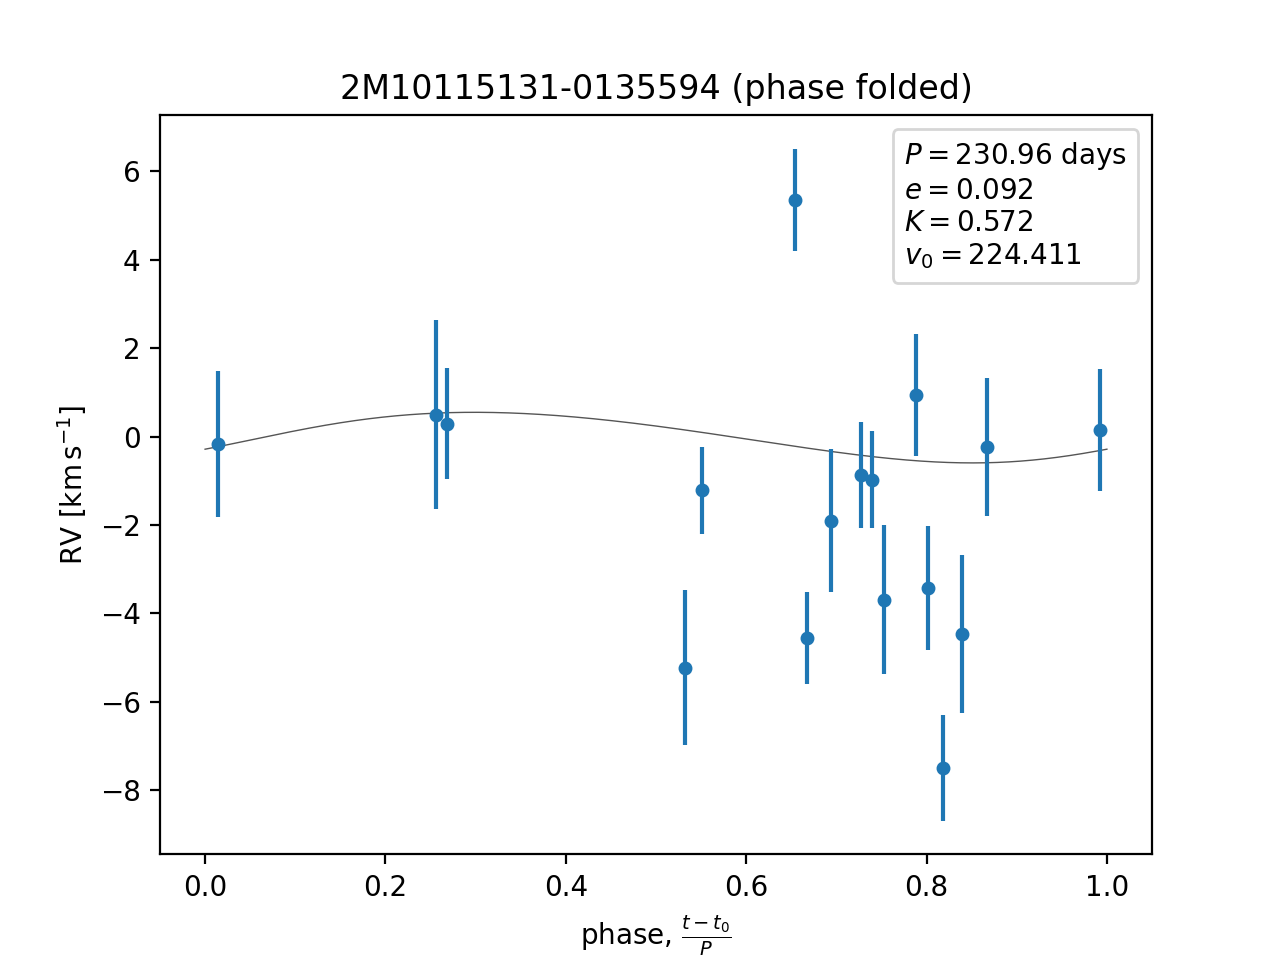 2M10115131-0135594 (phase folded)
P = 230.96 days
e = 0.092
K = 0.572
v₀ = 224.411
6
4
2
0
−2
−4
−6
−8
RV [km s⁻¹]
0.0 0.2 0.4 0.6 0.8 1.0
phase, (t − t₀)/P